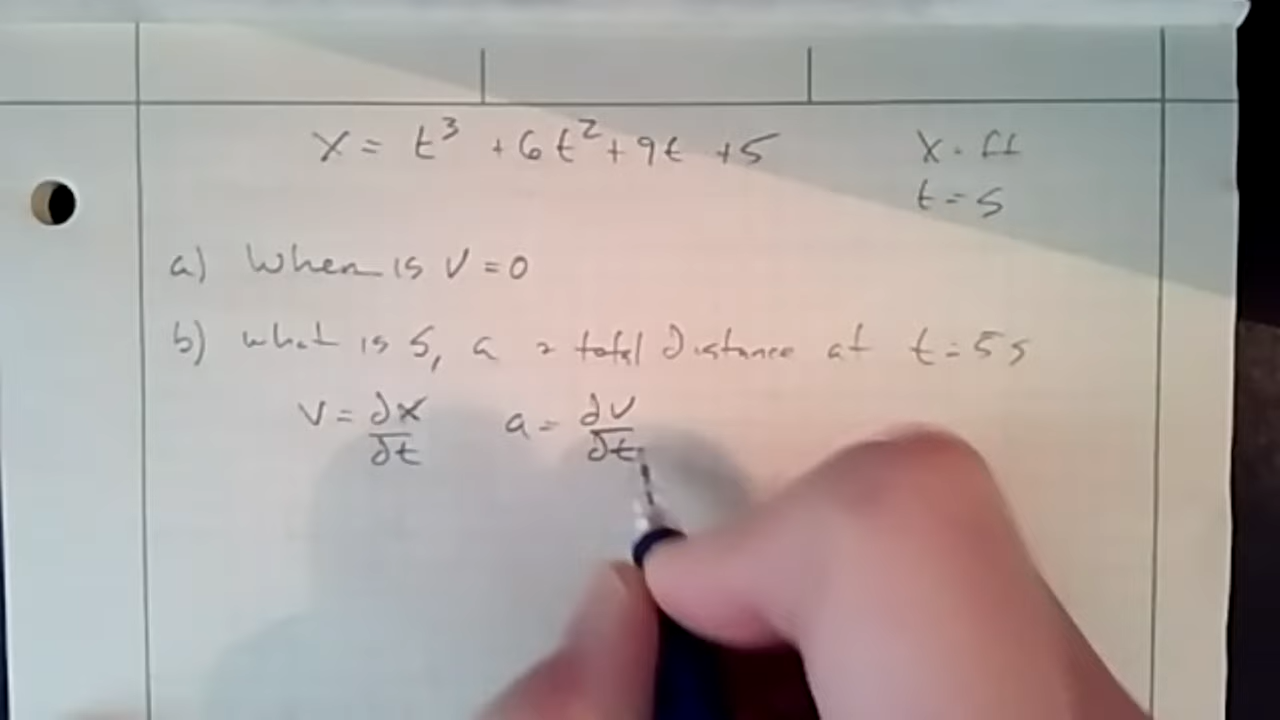 x = t³ + 6t² + 9t + 5
x = ft
t = s
a) When is V = 0
b) what is s, a & total distance at t = 5s
V = ∂x/∂t a = ∂v/∂t